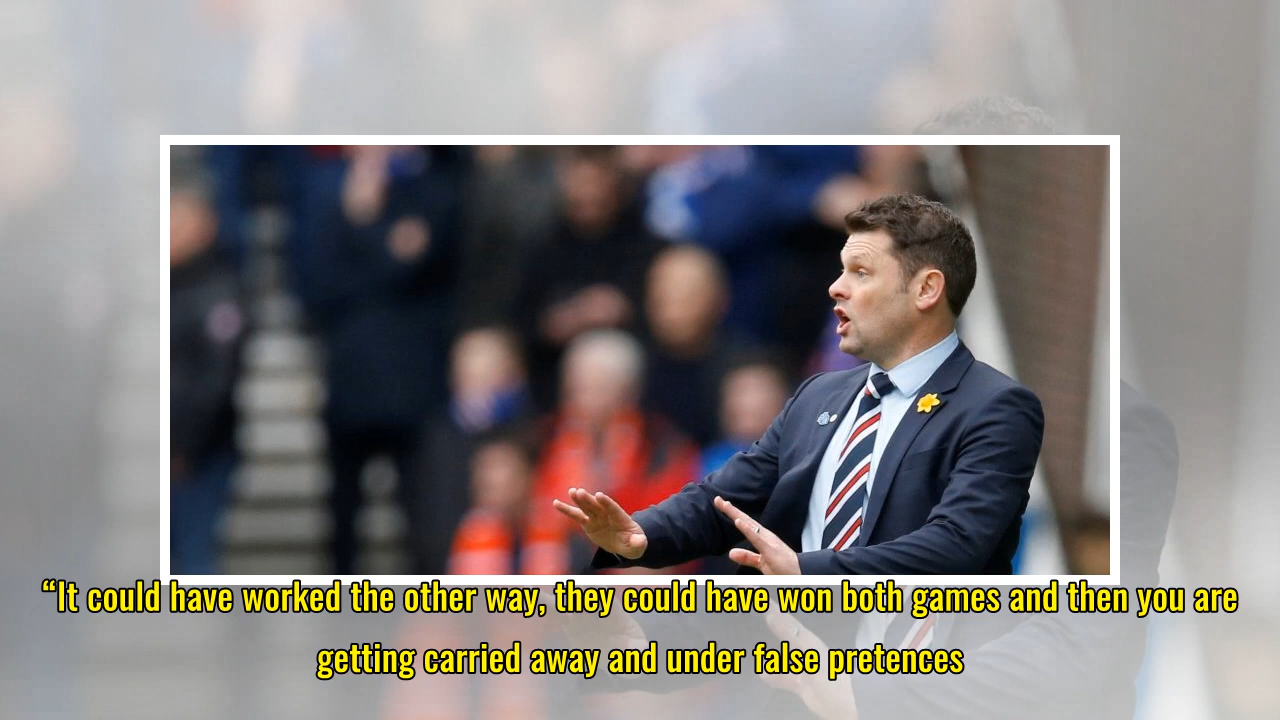 “It could have worked the other way, they could have won both games and then you are
getting carried away and under false pretences